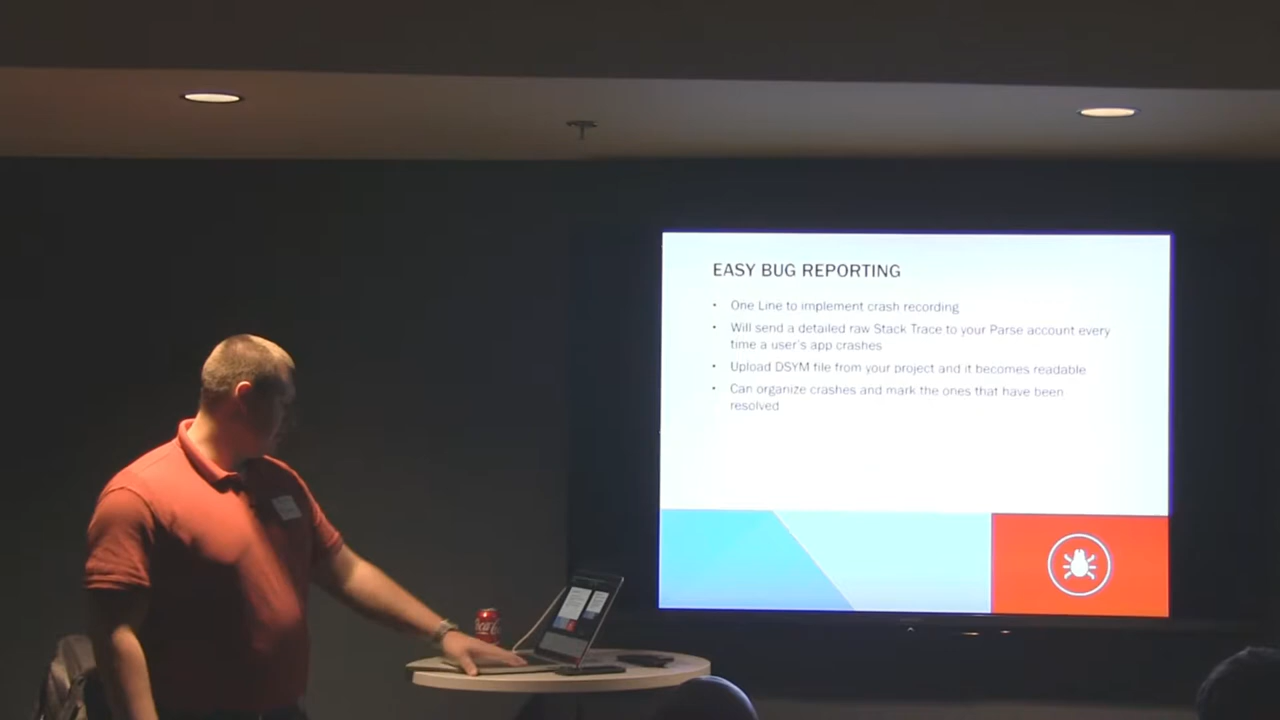 EASY BUG REPORTING
• One Line to implement crash recording
• Will send a detailed raw Stack Trace to your Parse account every
time a user's app crashes
• Upload DSYM file from your project and it becomes readable
• Can organize crashes and mark the ones that have been
resolved
Coca-Cola